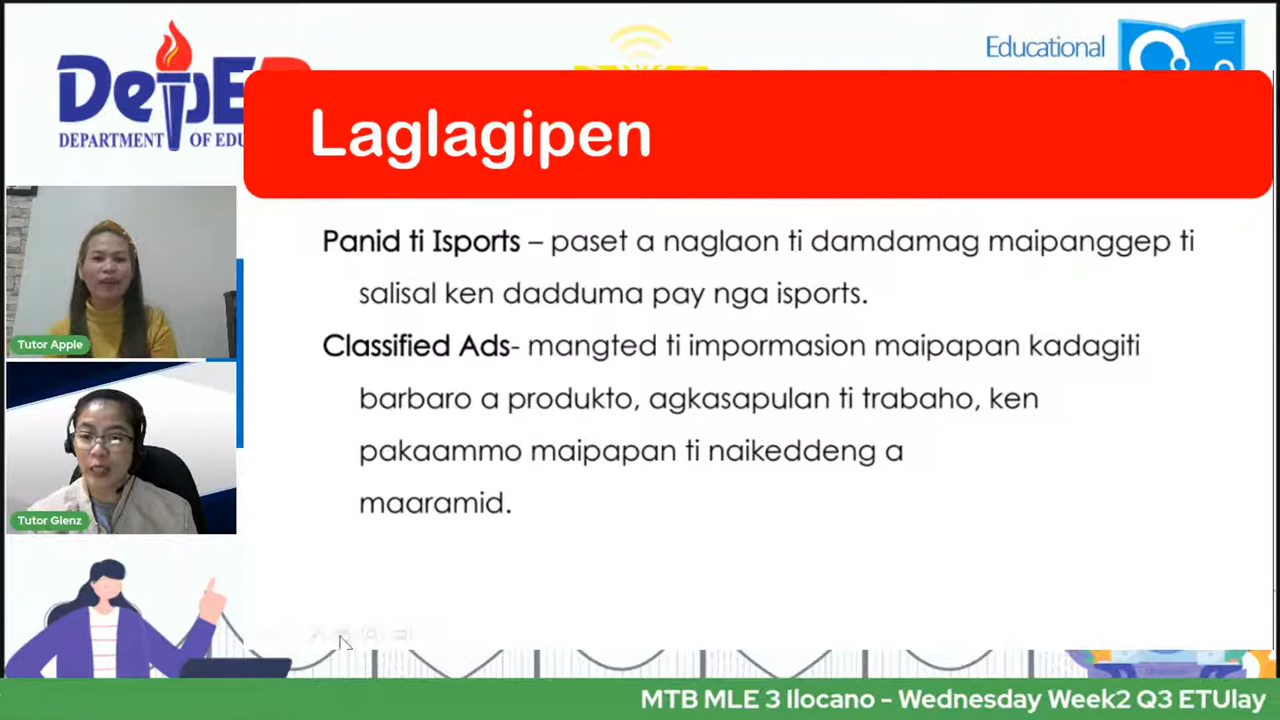 DepE
DEPARTMENT OF EDU
Educational
Laglagipen
Panid ti Isports – paset a naglaon ti damdamag maipanggep ti
salisal ken dadduma pay nga isports.
Classified Ads- mangted ti impormasion maipapan kadagiti
barbaro a produkto, agkasapulan ti trabaho, ken
pakaammo maipapan ti naikeddeng a
maaramid.
Tutor Apple
Tutor Glenz
MTB MLE 3 Ilocano - Wednesday Week2 Q3 ETUlay